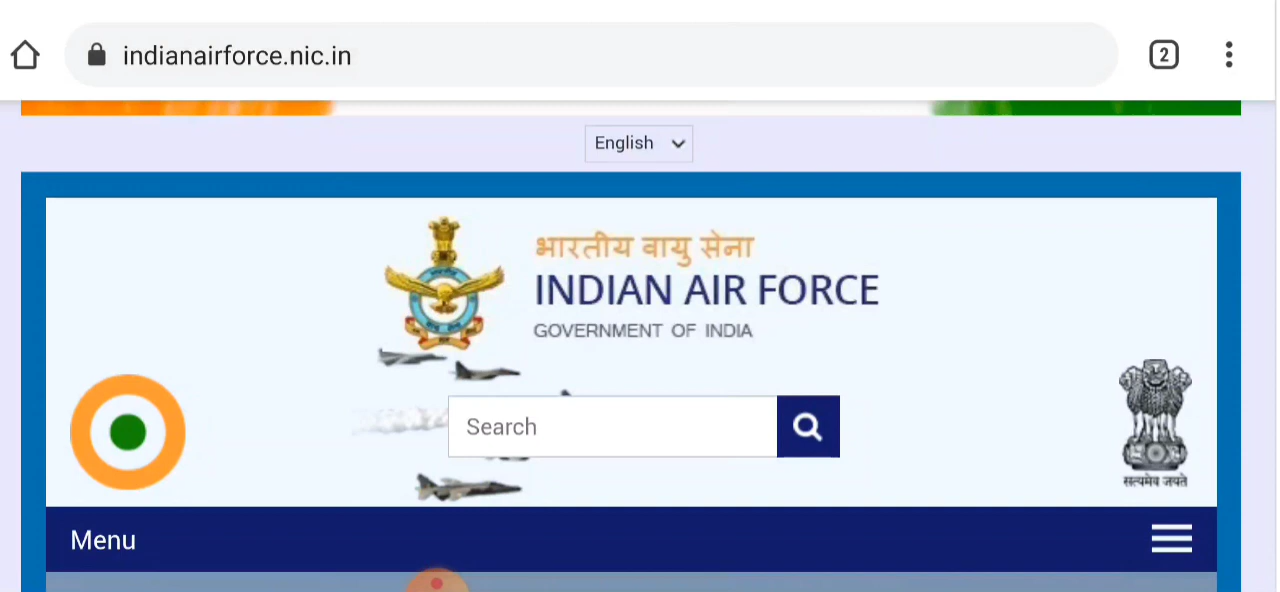 indianairforce.nic.in
2
English
भारतीय वायु सेना
INDIAN AIR FORCE
GOVERNMENT OF INDIA
Search
सत्यमेव जयते
Menu